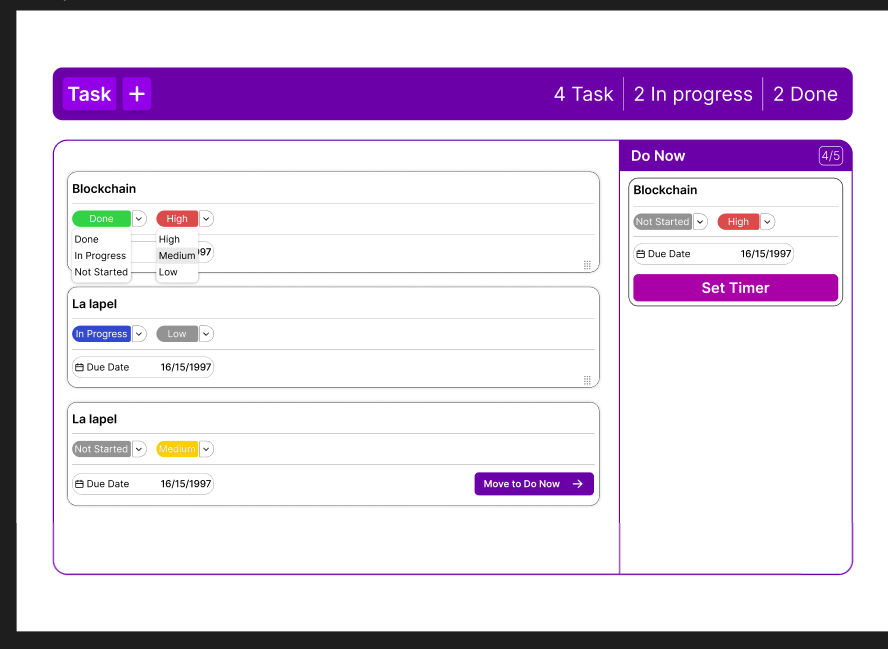 Task +
4 Task 2 In progress 2 Done
Blockchain
Done High
Done High
In Progress Medium 97
Not Started Low
La lapel
In Progress Low
Due Date 16/15/1997
La lapel
Not Started Medium
Due Date 16/15/1997 Move to Do Now →
Do Now 4/5
Blockchain
Not Started High
Due Date 16/15/1997
Set Timer